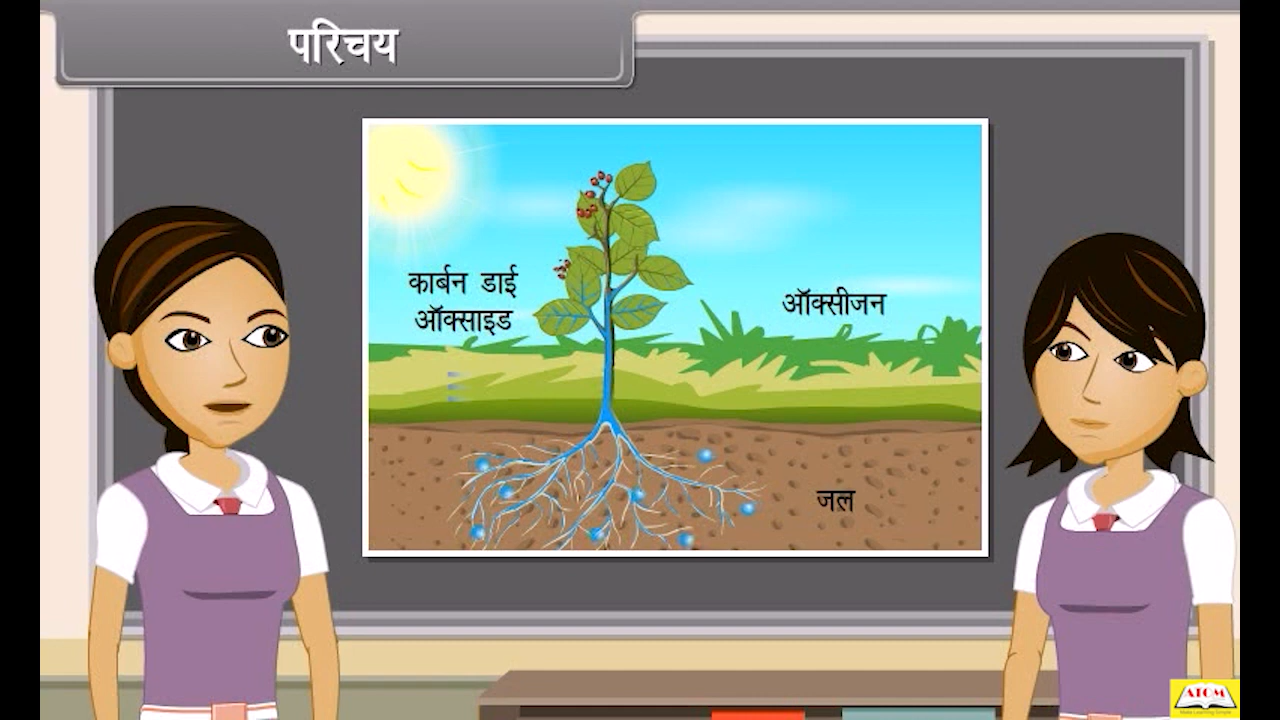 परिचय
कार्बन डाई
ऑक्साइड
ऑक्सीजन
जल
ATOM